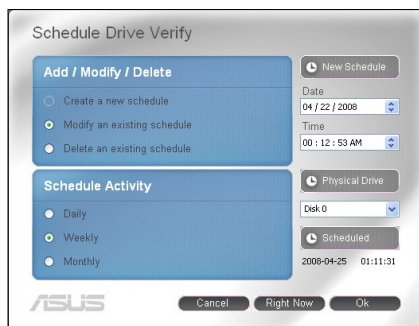 Schedule Drive Verify
Add / Modify / Delete
Create a new schedule
Modify an existing schedule
Delete an existing schedule
Schedule Activity
Daily
Weekly
Monthly
New Schedule
Date
04 / 22 / 2008
Time
00 : 12 : 53 AM
Physical Drive
Disk 0
Scheduled
2008-04-25 01:11:31
ASUS
Cancel
Right Now
Ok